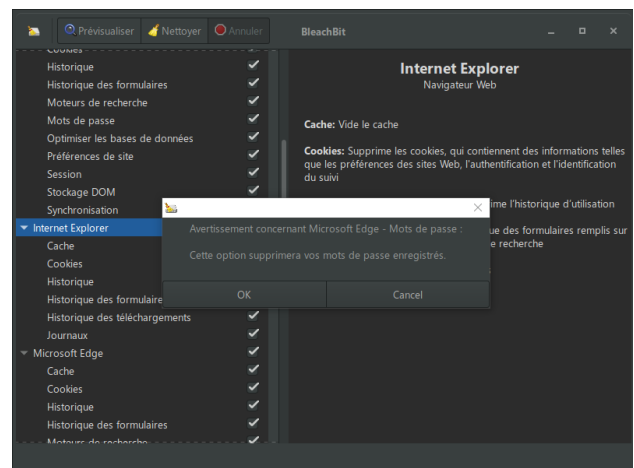 Prévisualiser Nettoyer Annuler BleachBit
Cookies
Historique
Historique des formulaires
Moteurs de recherche
Mots de passe
Optimiser les bases de données
Préférences de site
Session
Stockage DOM
Synchronisation
Internet Explorer
Cache
Cookies
Historique
Historique des formulaire
Historique des téléchargements
Journaux
Microsoft Edge
Cache
Cookies
Historique
Historique des formulaires
Moteurs de recherche
Internet Explorer
Navigateur Web
Cache: Vide le cache
Cookies: Supprime les cookies, qui contiennent des informations telles
que les préférences des sites Web, l'authentification et l'identification
du suivi
ime l'historique d'utilisation
ue des formulaires remplis sur
e recherche
Avertissement concernant Microsoft Edge - Mots de passe :
Cette option supprimera vos mots de passe enregistrés.
OK Cancel